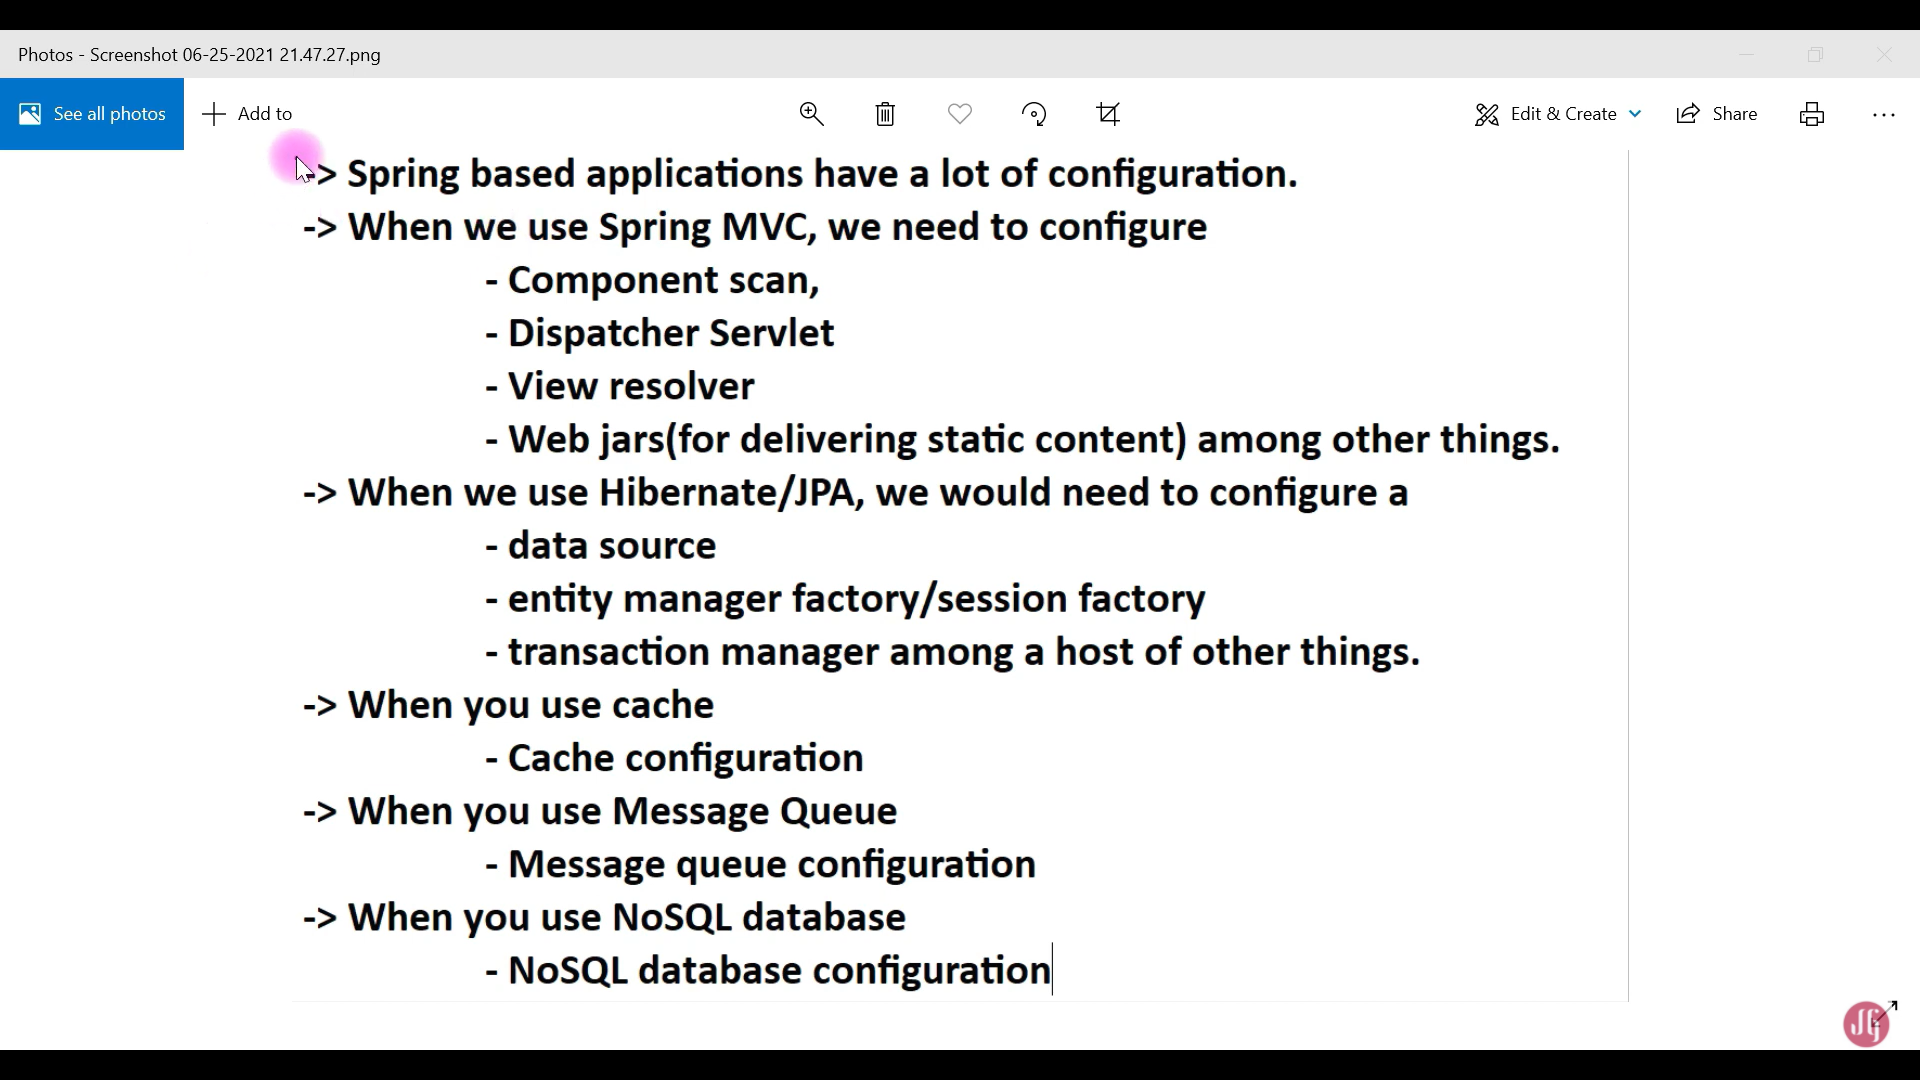 Photos - Screenshot 06-25-2021 21.47.27.png
See all photos
Add to
Edit & Create
Share
-> Spring based applications have a lot of configuration.
-> When we use Spring MVC, we need to configure
- Component scan,
- Dispatcher Servlet
- View resolver
- Web jars(for delivering static content) among other things.
-> When we use Hibernate/JPA, we would need to configure a
- data source
- entity manager factory/session factory
- transaction manager among a host of other things.
-> When you use cache
- Cache configuration
-> When you use Message Queue
- Message queue configuration
-> When you use NoSQL database
- NoSQL database configuration